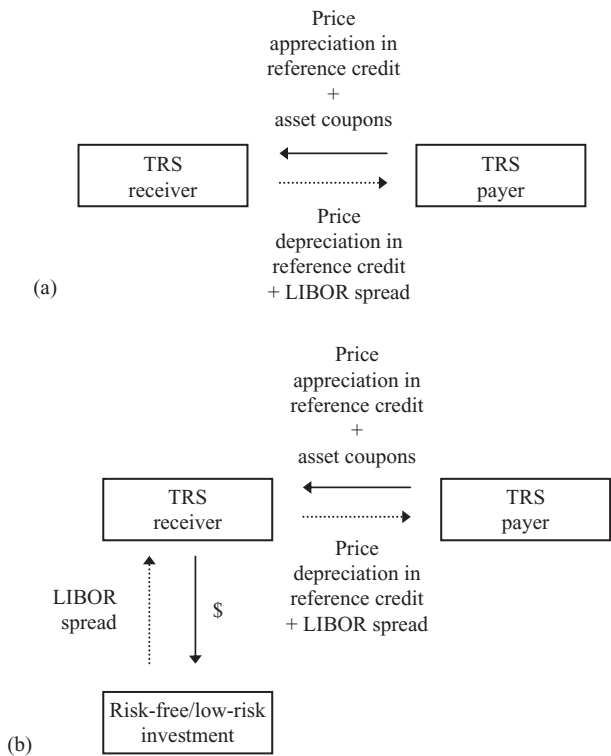 Price
appreciation in
reference credit
+
asset coupons
TRS
receiver
TRS
payer
Price
depreciation in
reference credit
+ LIBOR spread
(a)
Price
appreciation in
reference credit
+
asset coupons
TRS
receiver
TRS
payer
Price
depreciation in
reference credit
+ LIBOR spread
LIBOR
spread
$
Risk-free/low-risk
investment
(b)